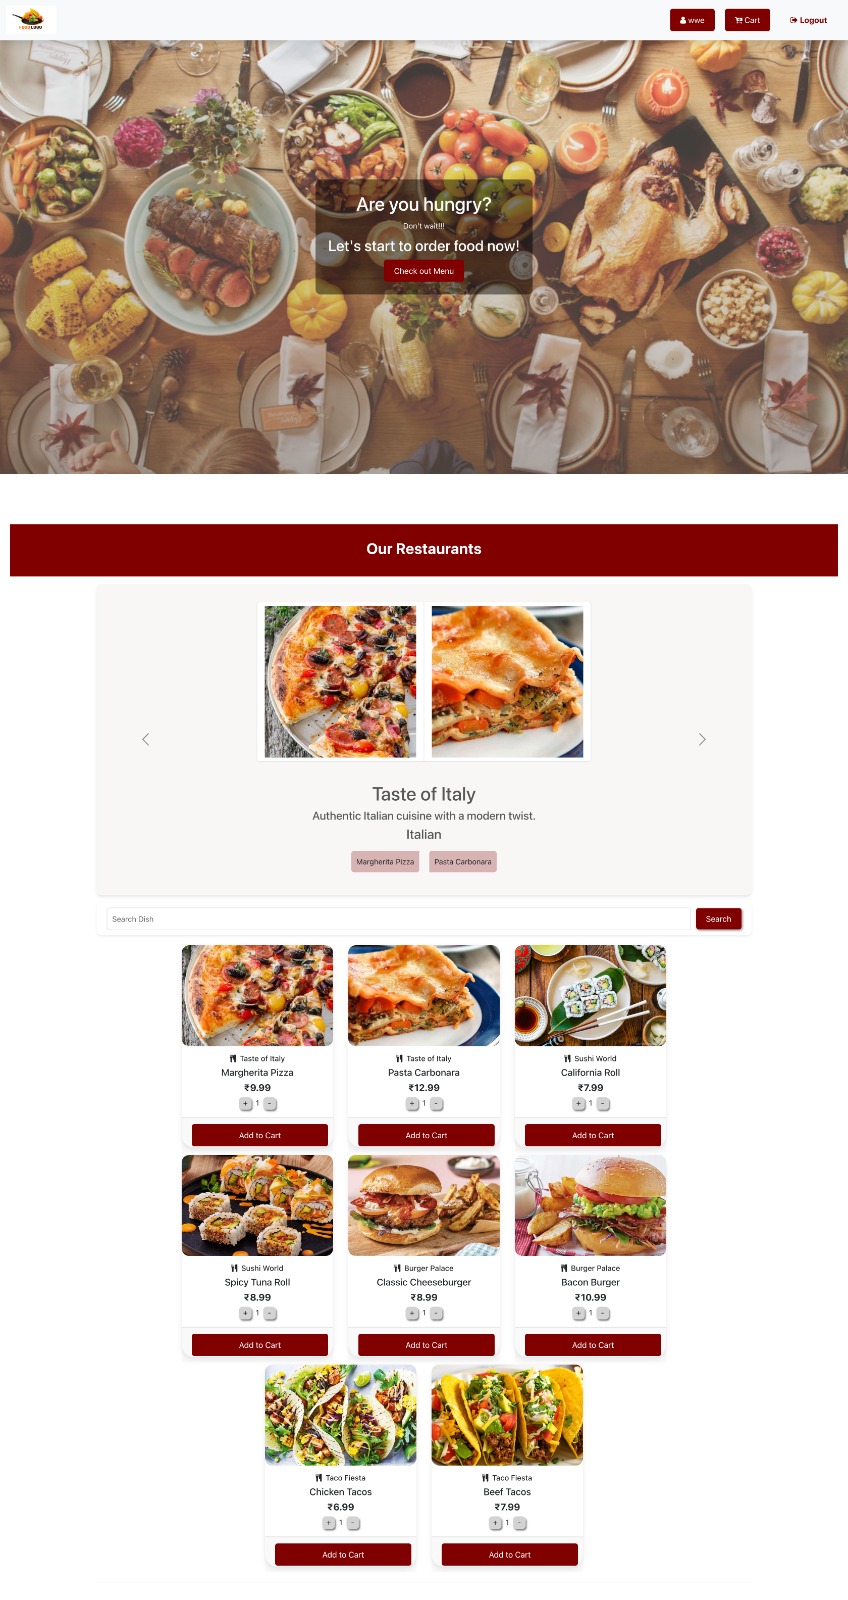 wwe
Cart
Logout
Are you hungry?
Don't wait!!!
Let's start to order food now!
Check out Menu
Our Restaurants
Taste of Italy
Authentic Italian cuisine with a modern twist.
Italian
Margherita Pizza
Pasta Carbonara
Search Dish
Search
Taste of Italy
Margherita Pizza
₹9.99
+ 1 -
Add to Cart
Taste of Italy
Pasta Carbonara
₹12.99
+ 1 -
Add to Cart
Sushi World
California Roll
₹7.99
+ 1 -
Add to Cart
Sushi World
Spicy Tuna Roll
₹8.99
+ 1 -
Add to Cart
Burger Palace
Classic Cheeseburger
₹8.99
+ 1 -
Add to Cart
Burger Palace
Bacon Burger
₹10.99
+ 1 -
Add to Cart
Taco Fiesta
Chicken Tacos
₹6.99
+ 1 -
Add to Cart
Taco Fiesta
Beef Tacos
₹7.99
+ 1 -
Add to Cart